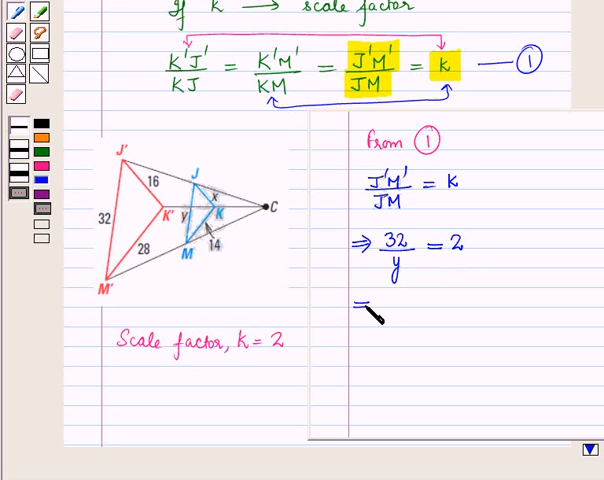 If k ⟶ scale factor
K'J'/KJ = K'M'/KM = J'M'/JM = k — ①
from ①
J'M'/JM = k
⇒ 32/y = 2
=
J'
16
J
x
K'
y
K
C
32
28
14
M
M'
Scale factor, k = 2